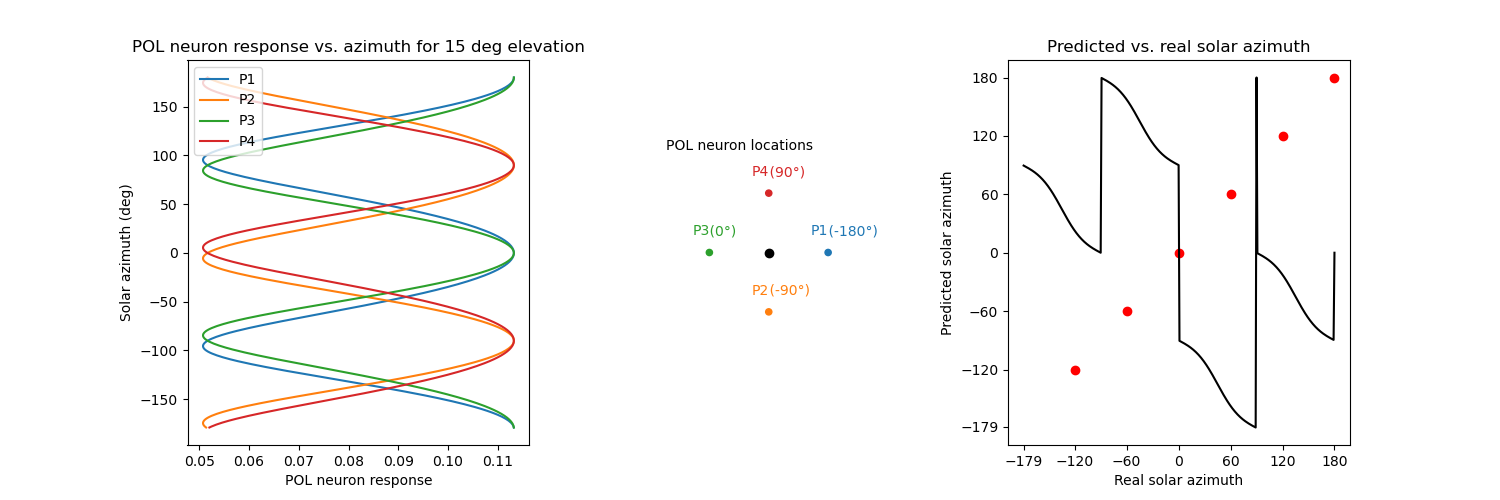 POL neuron response vs. azimuth for 15 deg elevation
P1
P2
P3
P4
150
100
50
0
−50
−100
−150
Solar azimuth (deg)
0.05 0.06 0.07 0.08 0.09 0.10 0.11
POL neuron response
POL neuron locations
P4(90°)
P3(0°)
P1(-180°)
P2(-90°)
Predicted vs. real solar azimuth
180
120
60
0
−60
−120
−179
Predicted solar azimuth
−179 −120 −60 0 60 120 180
Real solar azimuth